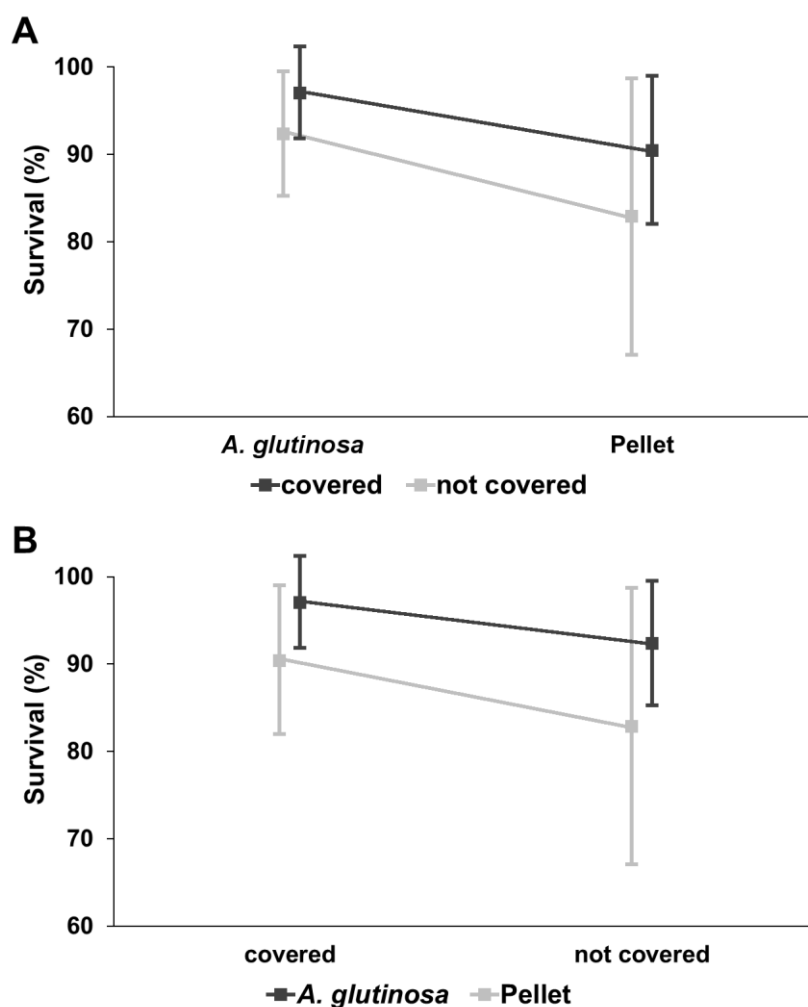 A
Survival (%)
100
90
80
70
60
A. glutinosa Pellet
covered not covered
B
Survival (%)
100
90
80
70
60
covered not covered
A. glutinosa Pellet